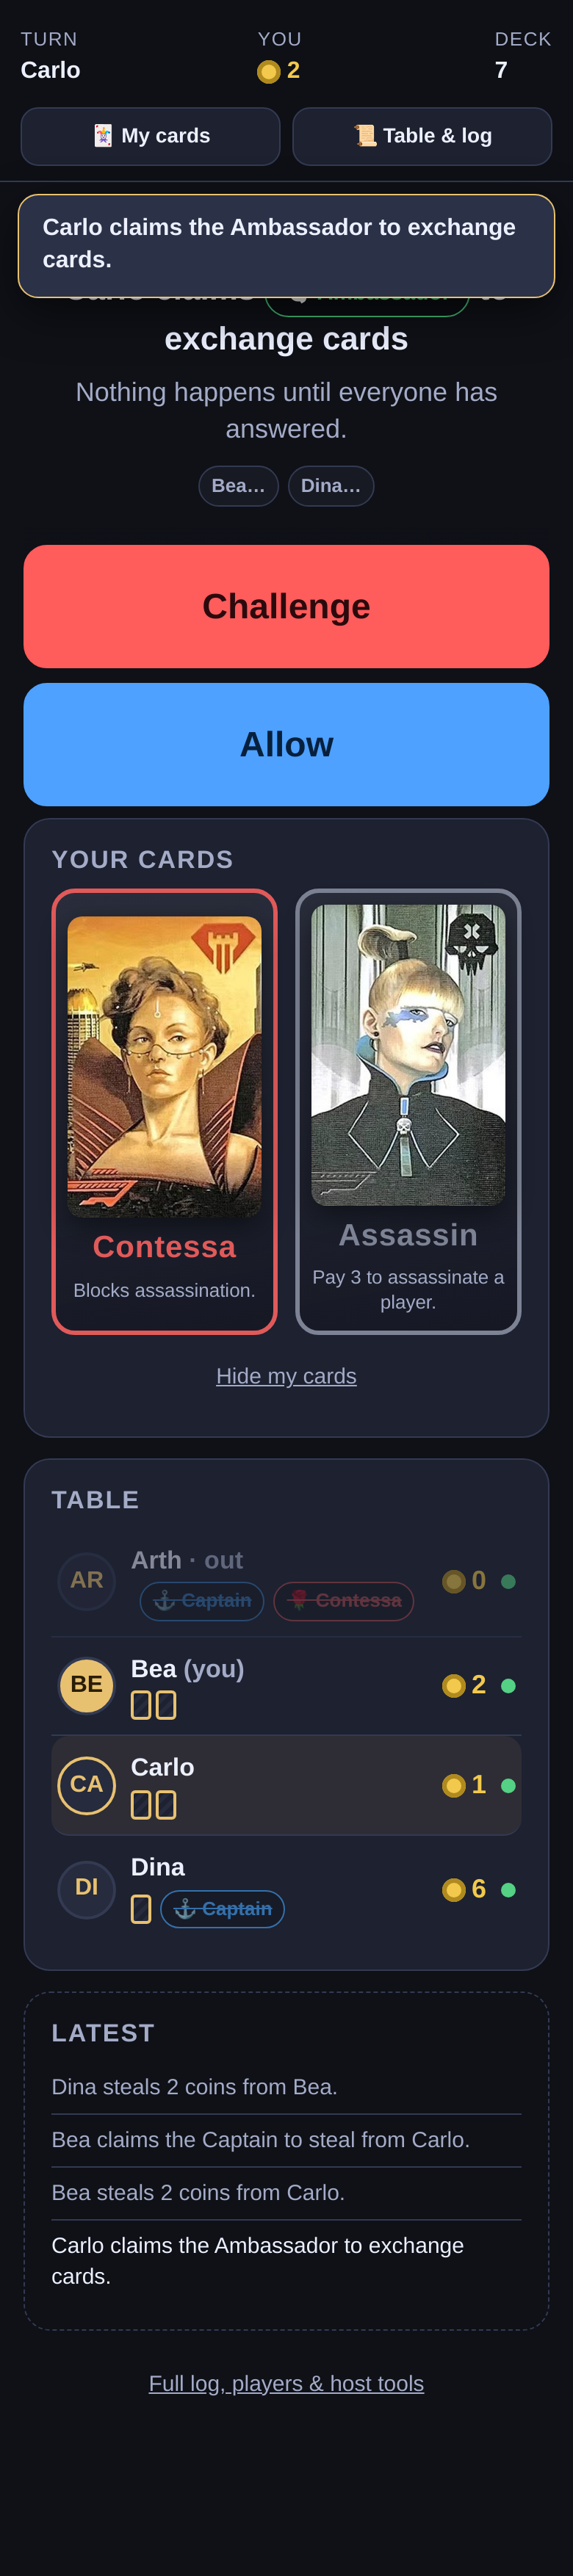 TURN
Carlo
YOU
2
DECK
7
🃏 My cards
📜 Table & log
Carlo claims the Ambassador to exchange
cards.
exchange cards
Nothing happens until everyone has
answered.
Bea…
Dina…
Challenge
Allow
YOUR CARDS
Contessa
Blocks assassination.
Assassin
Pay 3 to assassinate a
player.
Hide my cards
TABLE
AR
Arth · out
⚓ Captain
🌹 Contessa
0
BE
Bea (you)
2
CA
Carlo
1
DI
Dina
⚓ Captain
6
LATEST
Dina steals 2 coins from Bea.
Bea claims the Captain to steal from Carlo.
Bea steals 2 coins from Carlo.
Carlo claims the Ambassador to exchange
cards.
Full log, players & host tools